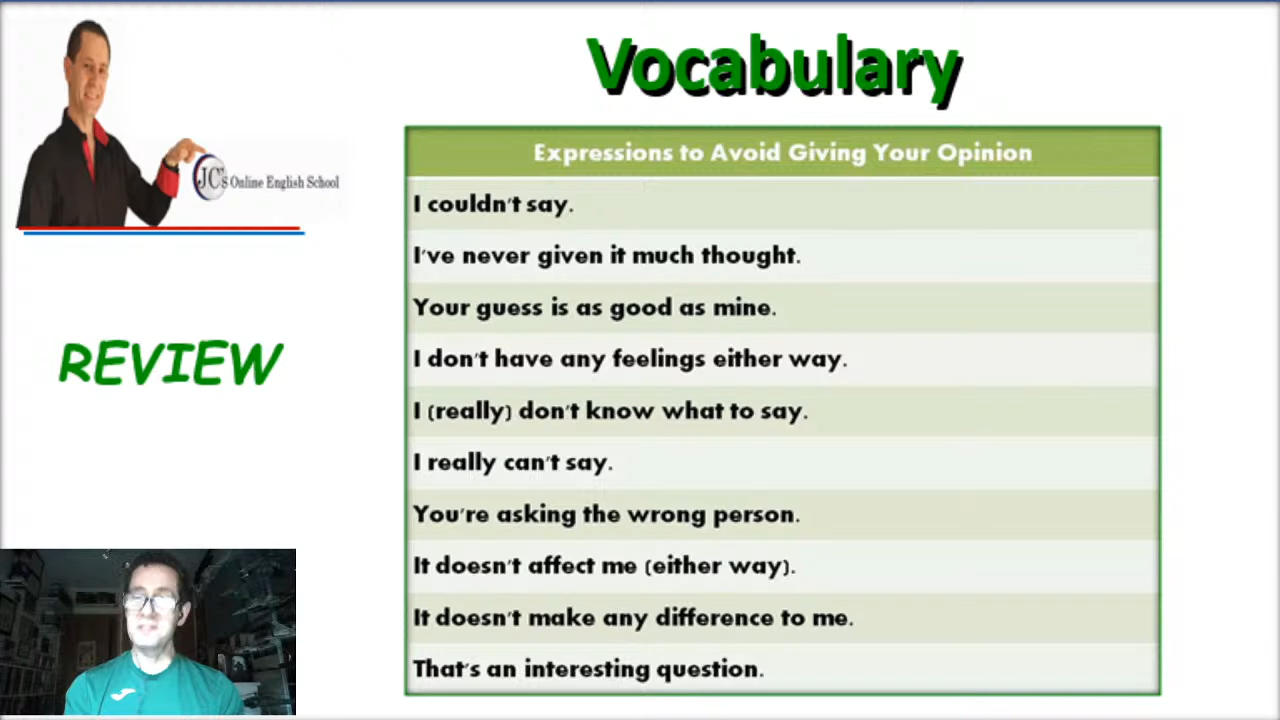 Vocabulary
JC's Online English School
REVIEW
Expressions to Avoid Giving Your Opinion
I couldn't say.
I've never given it much thought.
Your guess is as good as mine.
I don't have any feelings either way.
I (really) don't know what to say.
I really can't say.
You're asking the wrong person.
It doesn't affect me (either way).
It doesn't make any difference to me.
That's an interesting question.